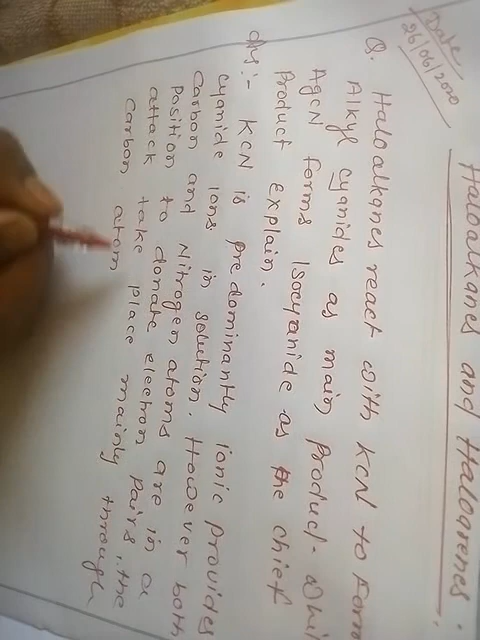 Date
26/06/2020
Haloalkanes and Haloarenes.
Q. Haloalkanes react with KCN to form
Alkyl cyanides as main product
AgCN forms Isocyanide as the chief
Product Explain.
Ans:- KCN is predominantly ionic provides
cyanide ions in solution. However both
carbon and Nitrogen atoms are in a
position to donate electron pairs, the
attack take place mainly through
carbon atom